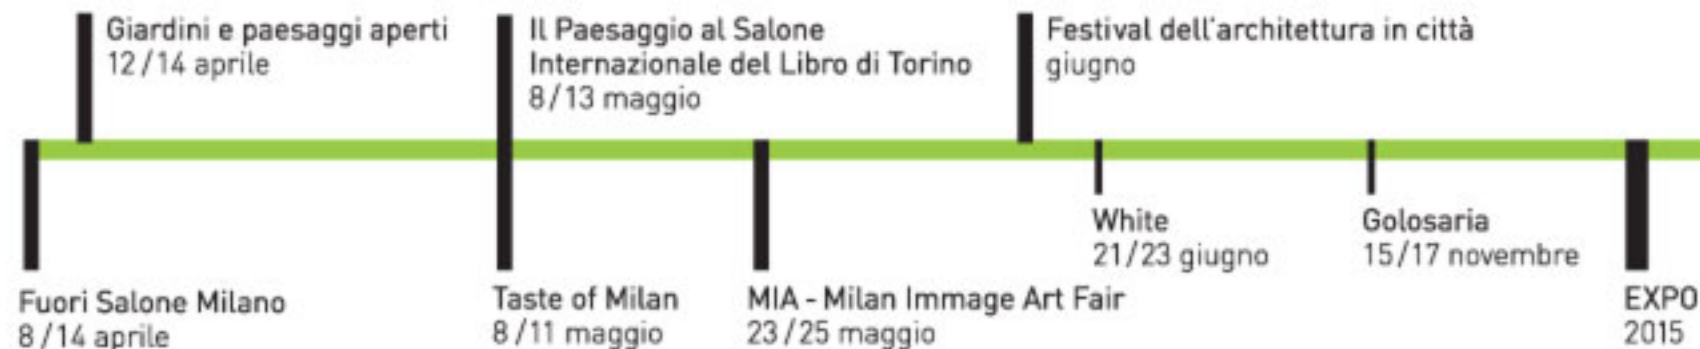 Giardini e paesaggi aperti
12/14 aprile
Il Paesaggio al Salone
Internazionale del Libro di Torino
8/13 maggio
Festival dell'architettura in città
giugno
Fuori Salone Milano
8/14 aprile
Taste of Milan
8/11 maggio
MIA - Milan Immage Art Fair
23/25 maggio
White
21/23 giugno
Golosaria
15/17 novembre
EXPO
2015